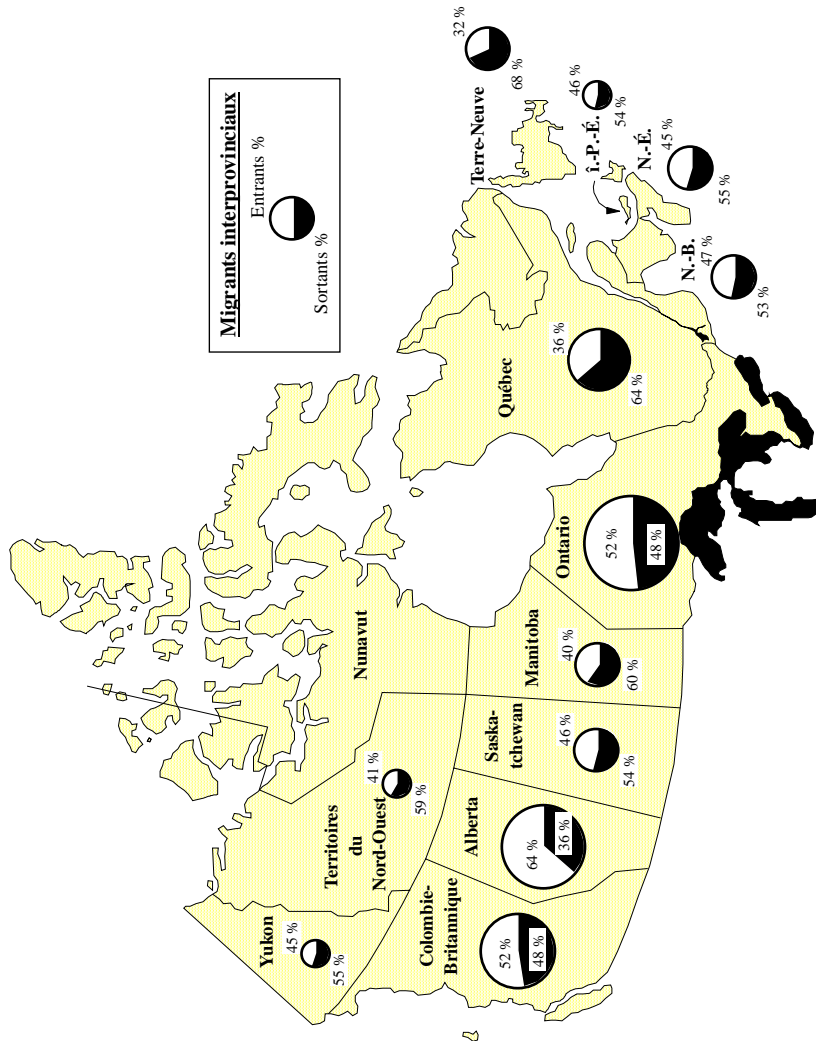 Migrants interprovinciaux
Entrants %
Sortants %
Yukon
45 %
55 %
Territoires
du
Nord-Ouest
41 %
59 %
Nunavut
Colombie-
Britannique
52 %
48 %
Alberta
64 %
36 %
Saska-
tchewan
46 %
54 %
Manitoba
40 %
60 %
Ontario
52 %
48 %
Québec
36 %
64 %
Terre-Neuve
32 %
68 %
î.-P.-É.
46 %
54 %
N.-É.
45 %
55 %
N.-B.
47 %
53 %